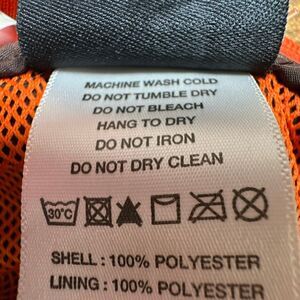 MACHINE WASH COLD
DO NOT TUMBLE DRY
DO NOT BLEACH
HANG TO DRY
DO NOT IRON
DO NOT DRY CLEAN
30°C
SHELL : 100% POLYESTER
LINING : 100% POLYESTER